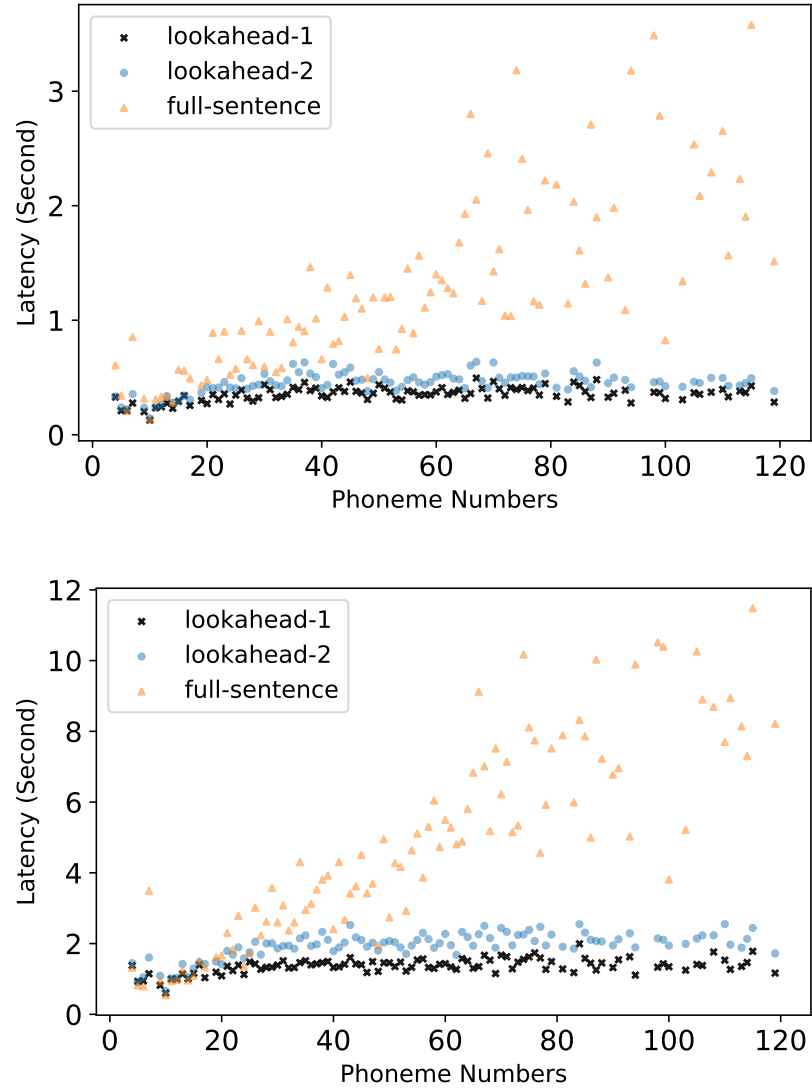 lookahead-1
lookahead-2
full-sentence
3
2
1
0
Latency (Second)
0 20 40 60 80 100 120
Phoneme Numbers
12
10
8
6
4
2
0
lookahead-1
lookahead-2
full-sentence
Latency (Second)
0 20 40 60 80 100 120
Phoneme Numbers